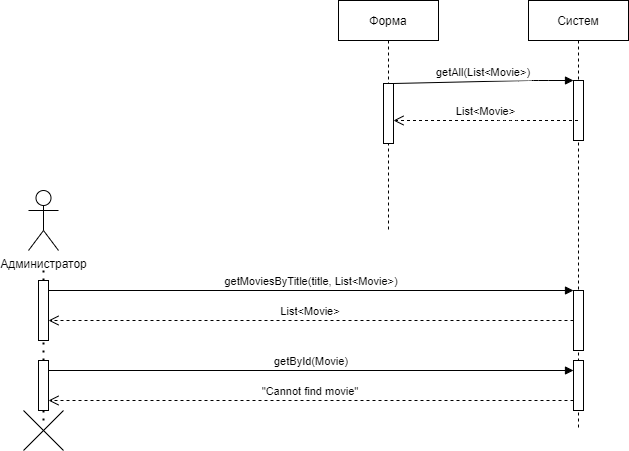 Форма
Систем
getAll(List<Movie>)
List<Movie>
Администратор
getMoviesByTitle(title, List<Movie>)
List<Movie>
getById(Movie)
"Cannot find movie"